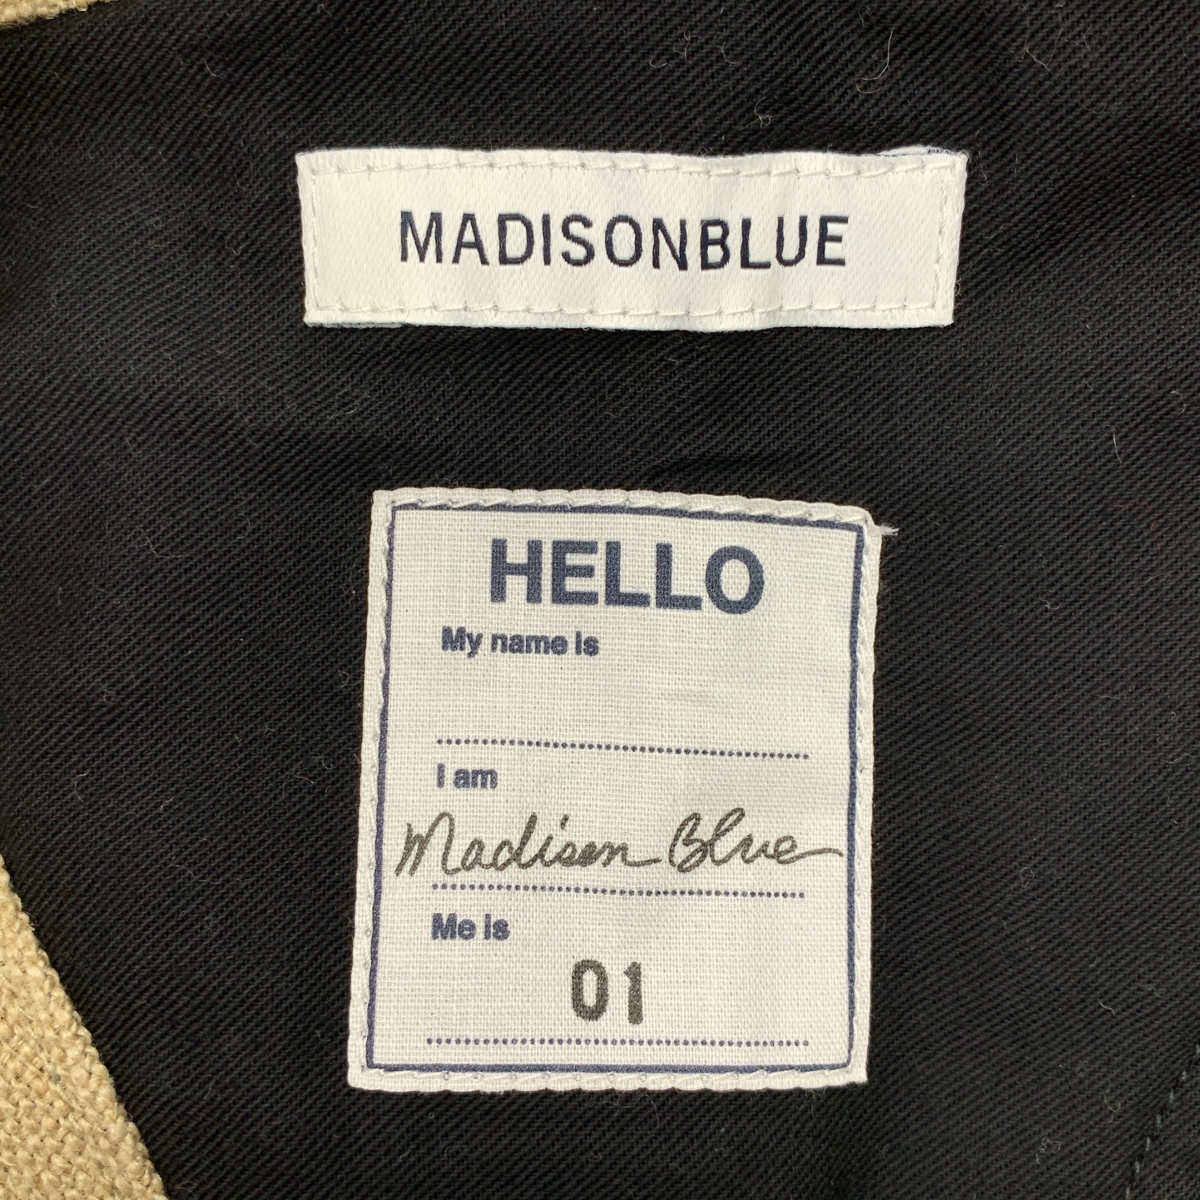 MADISONBLUE
HELLO
My name is
I am
Madison Blue
Me is
01